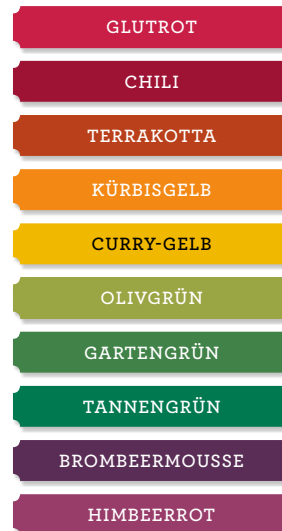 GLUTROT
CHILI
TERRAKOTTA
KÜRBISGELB
CURRY-GELB
OLIVGRÜN
GARTENGRÜN
TANNENGRÜN
BROMBEERMOUSSE
HIMBEERROT